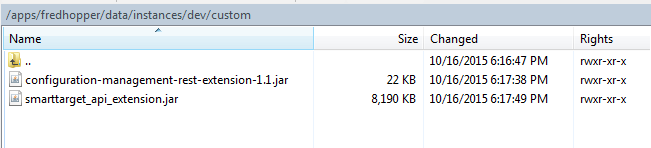 /apps/fredhopper/data/instances/dev/custom
Name Size Changed Rights
.. 10/16/2015 6:16:47 PM rwxr-xr-x
configuration-management-rest-extension-1.1.jar 22 KB 10/16/2015 6:17:38 PM rwxr-xr-x
smarttarget_api_extension.jar 8,190 KB 10/16/2015 6:17:49 PM rwxr-xr-x